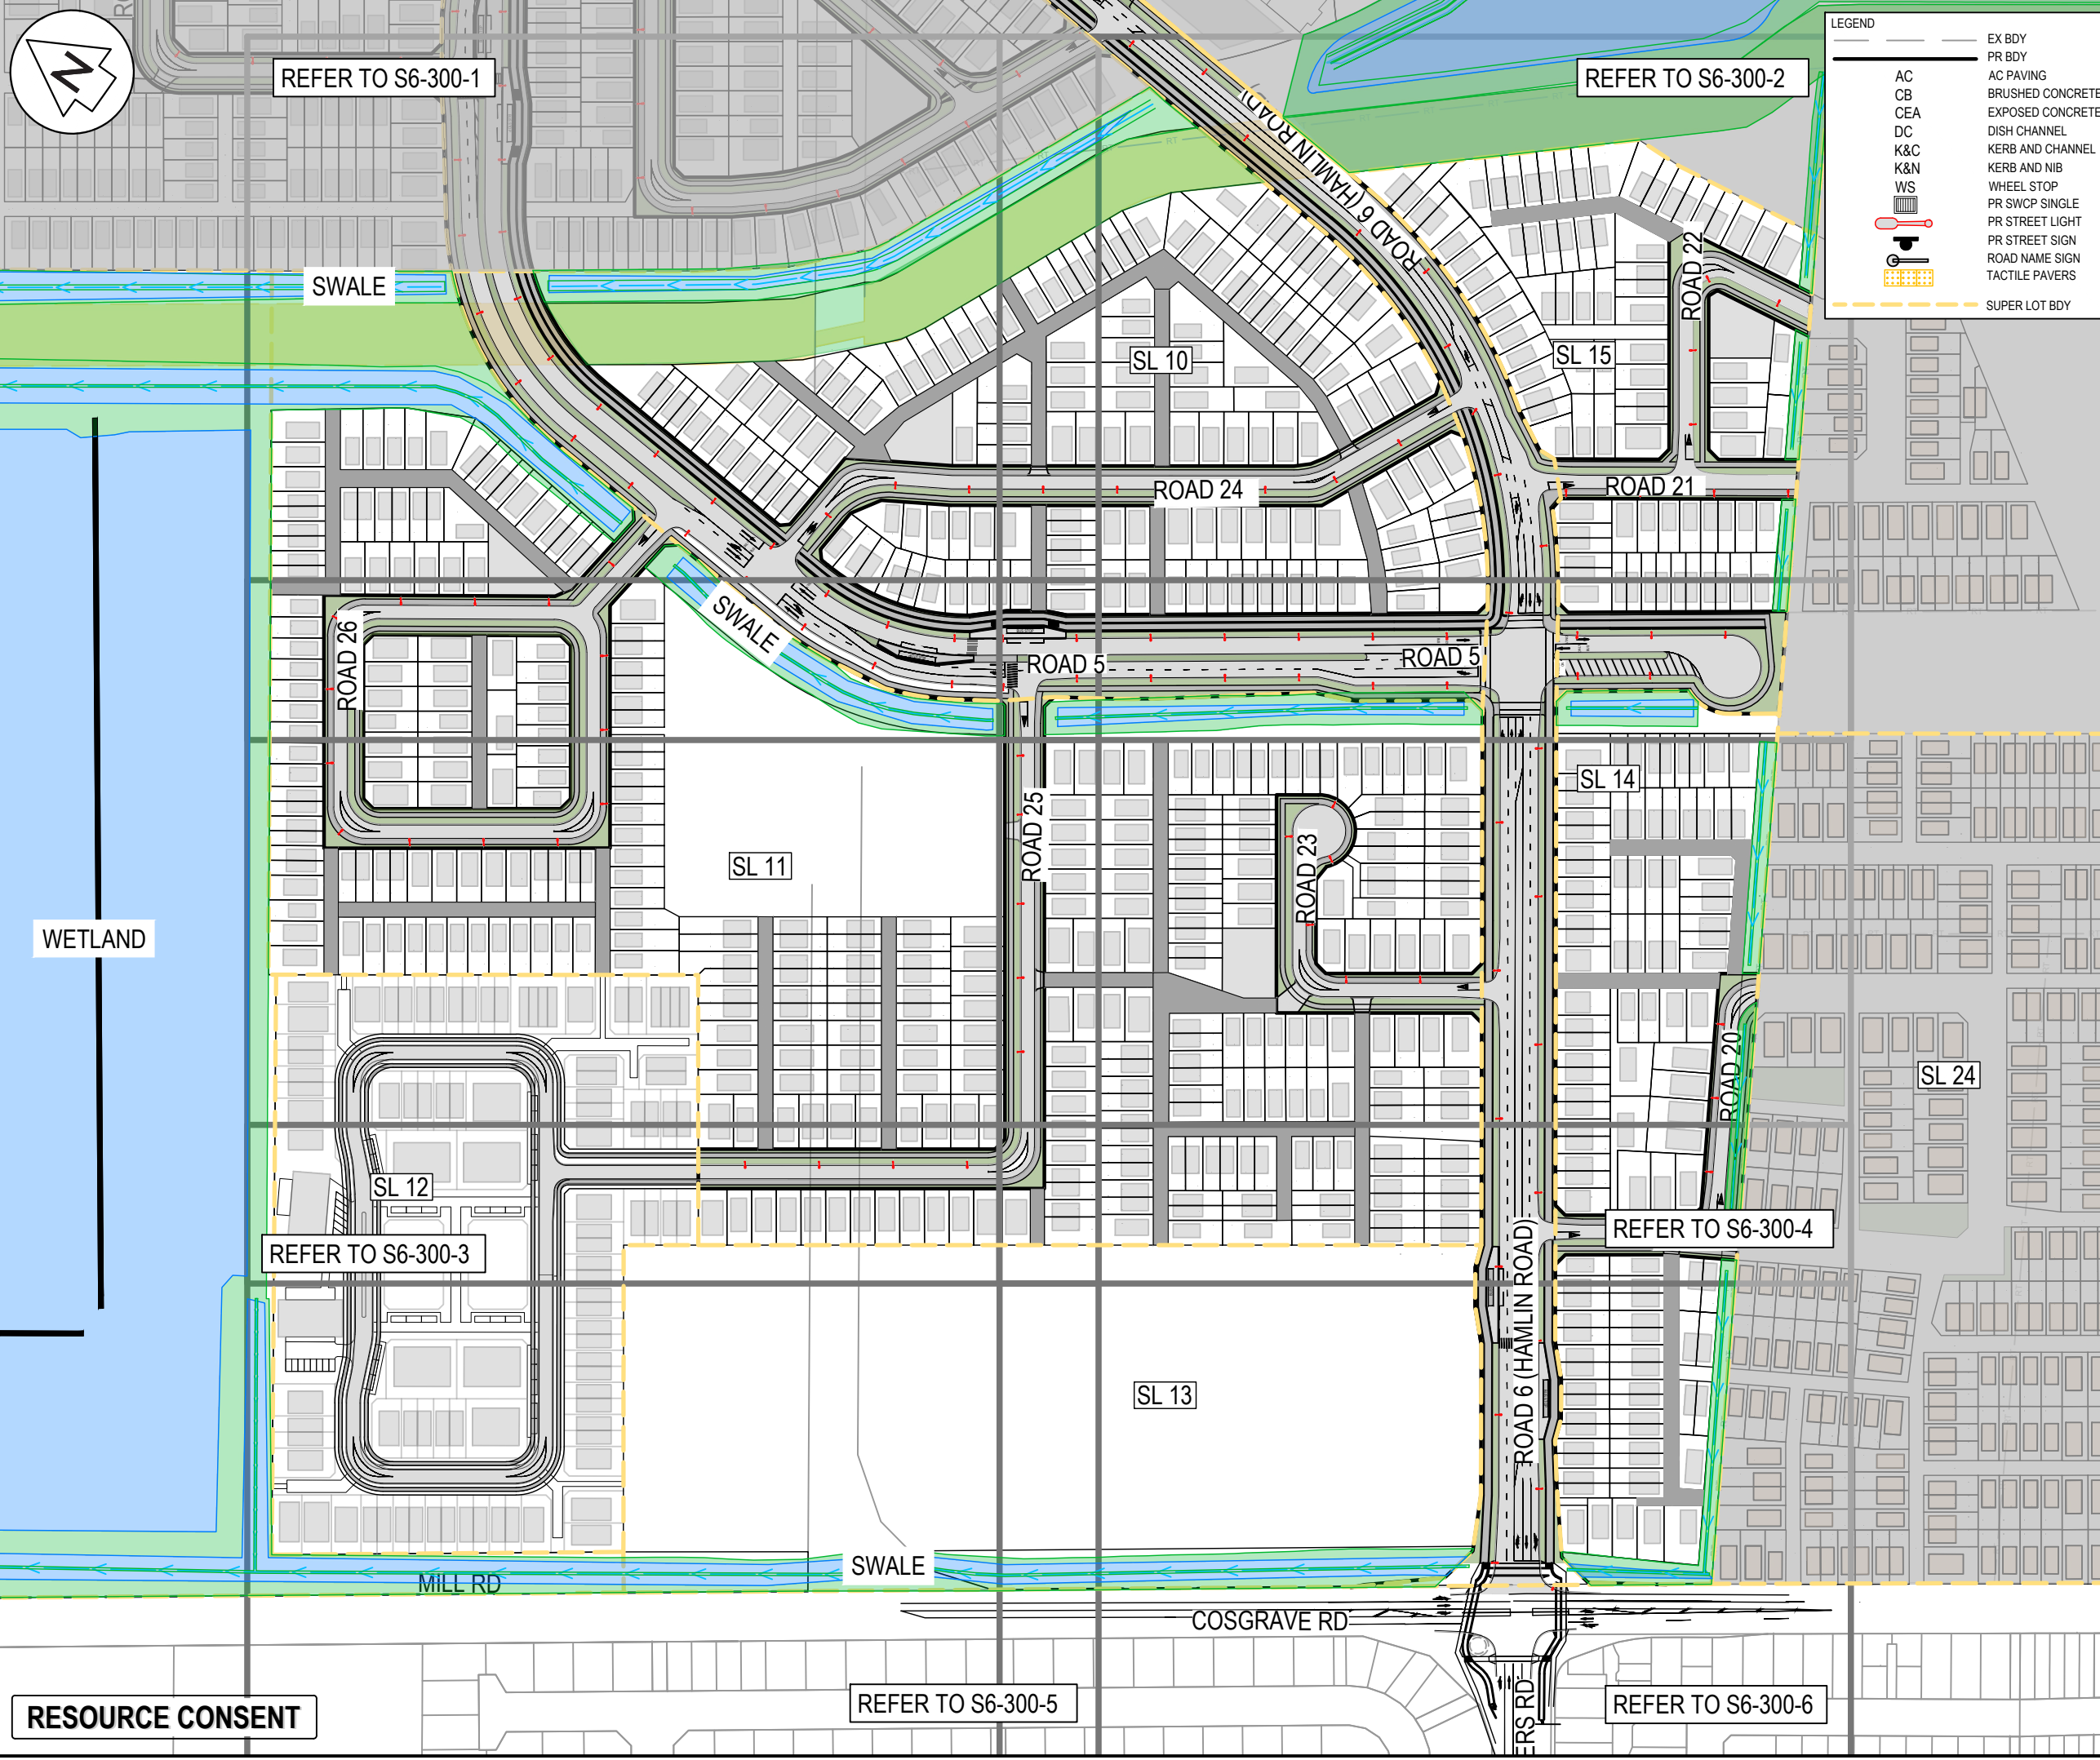 N
REFER TO S6-300-1
REFER TO S6-300-2
LEGEND
EX BDY
PR BDY
AC AC PAVING
CB BRUSHED CONCRETE
CEA EXPOSED CONCRETE
DC DISH CHANNEL
K&C KERB AND CHANNEL
K&N KERB AND NIB
WS WHEEL STOP
PR SWCP SINGLE
PR STREET LIGHT
PR STREET SIGN
ROAD NAME SIGN
TACTILE PAVERS
SUPER LOT BDY
ROAD 6 (HAMLIN ROAD)
SWALE
ROAD 22
SL 10
SL 15
ROAD 24
ROAD 21
SWALE
ROAD 26
ROAD 5
ROAD 5
SL 14
ROAD 25
SL 11
ROAD 23
WETLAND
ROAD 20
SL 24
SL 12
REFER TO S6-300-3
REFER TO S6-300-4
ROAD 6 (HAMLIN ROAD)
SL 13
SWALE
MILL RD
COSGRAVE RD
ERS RD
REFER TO S6-300-5
REFER TO S6-300-6
RESOURCE CONSENT